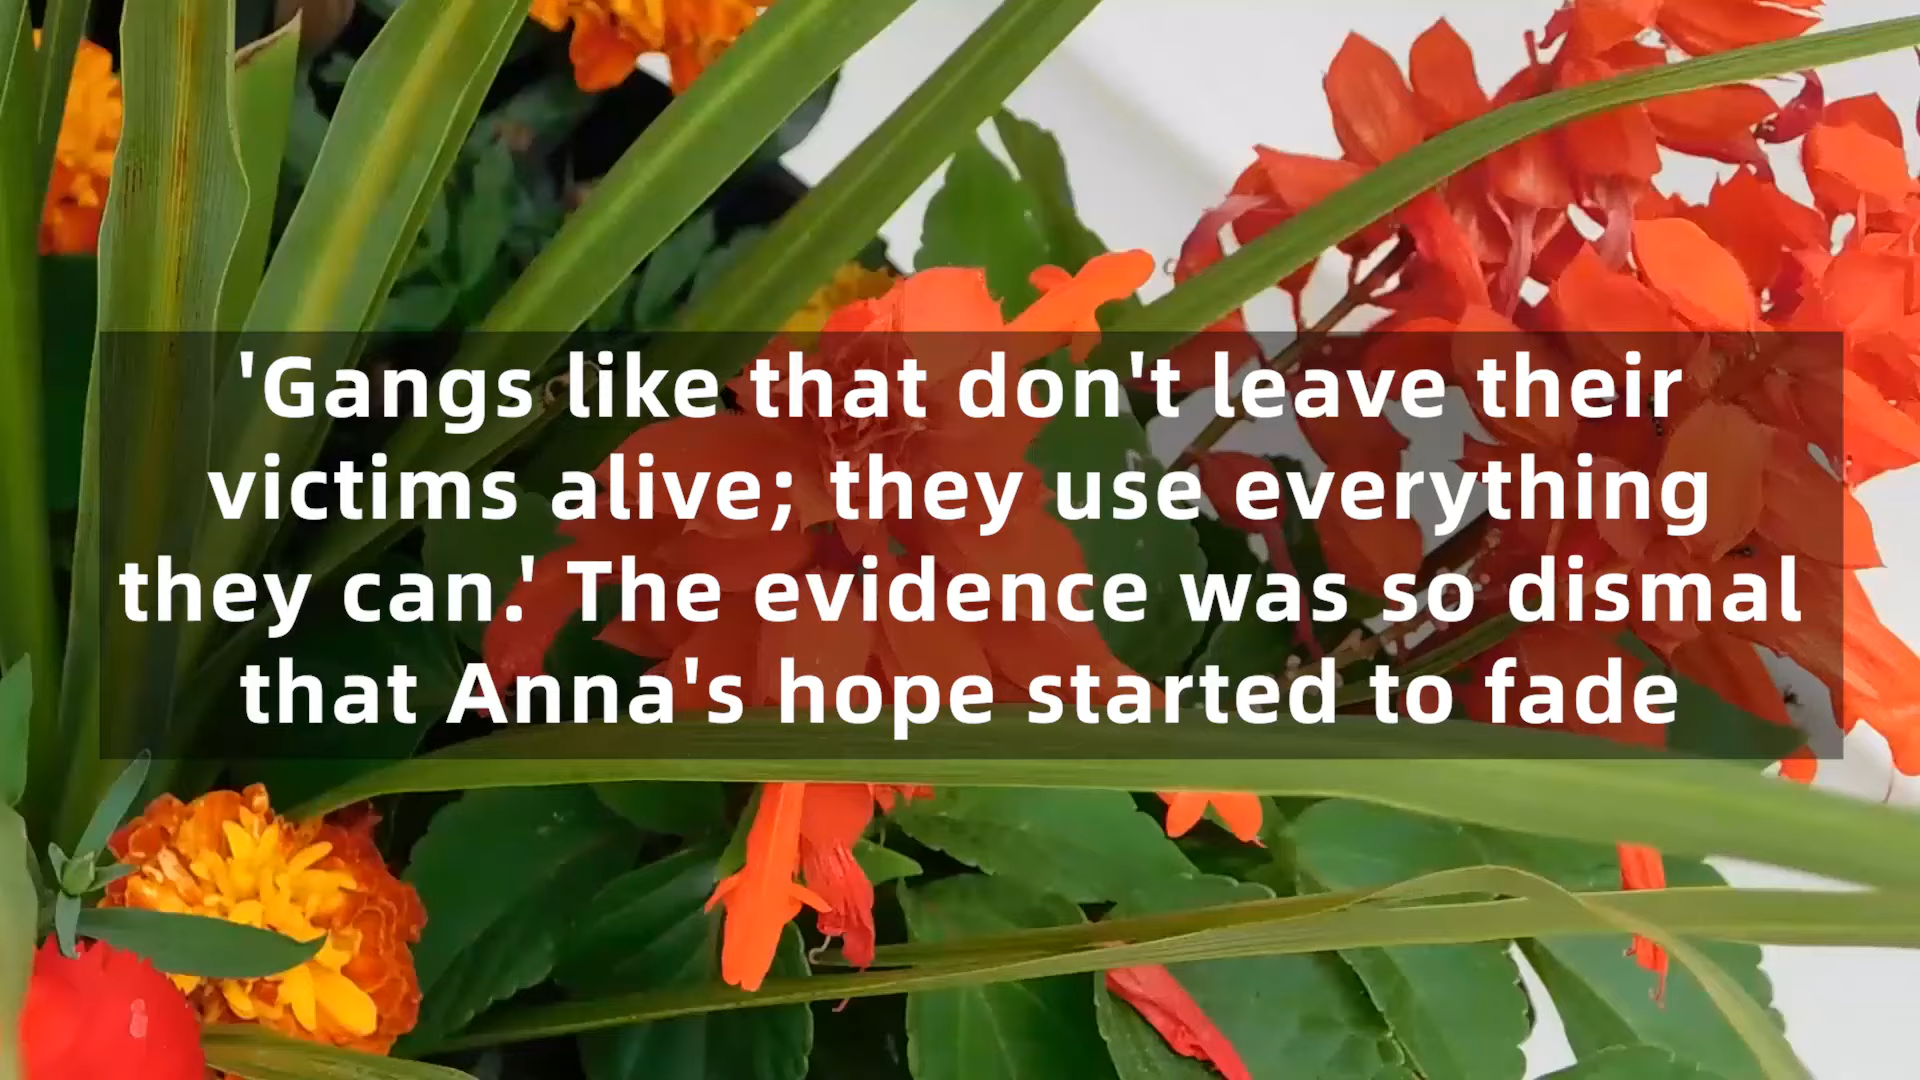 'Gangs like that don't leave their
victims alive; they use everything
they can.' The evidence was so dismal
that Anna's hope started to fade